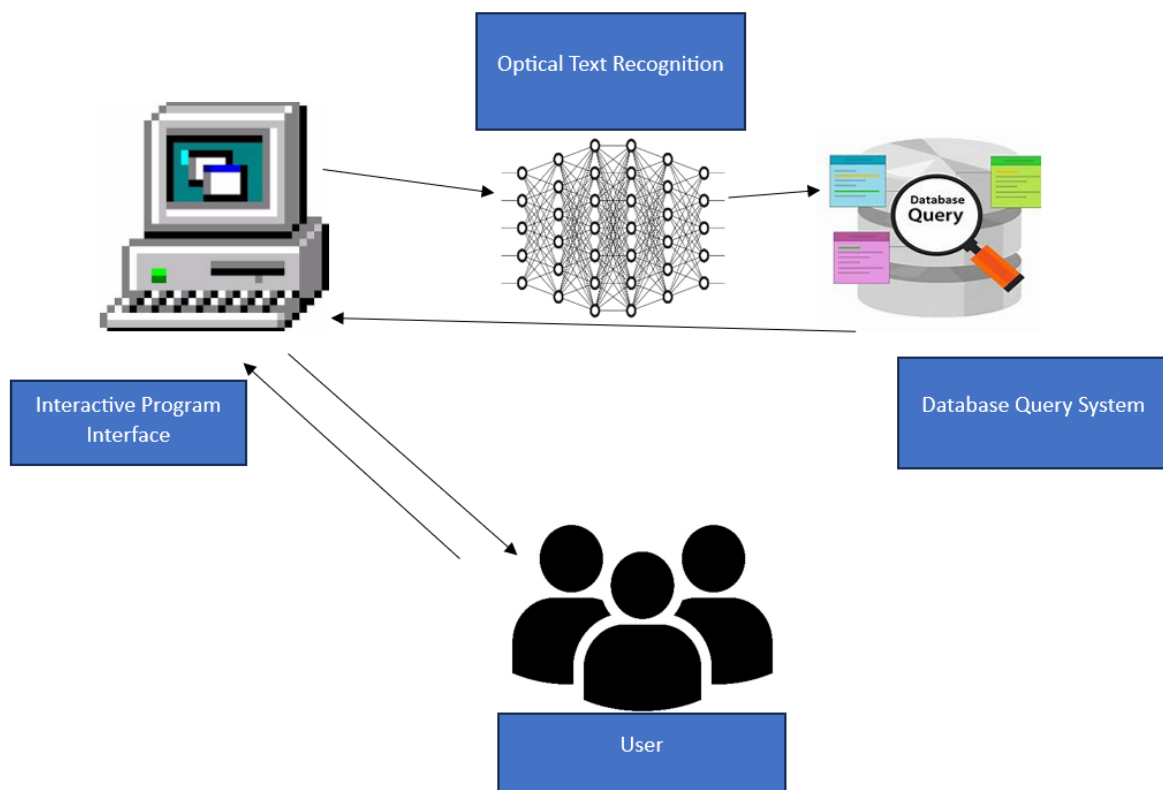 Optical Text Recognition
Database
Query
Interactive Program
Interface
Database Query System
User